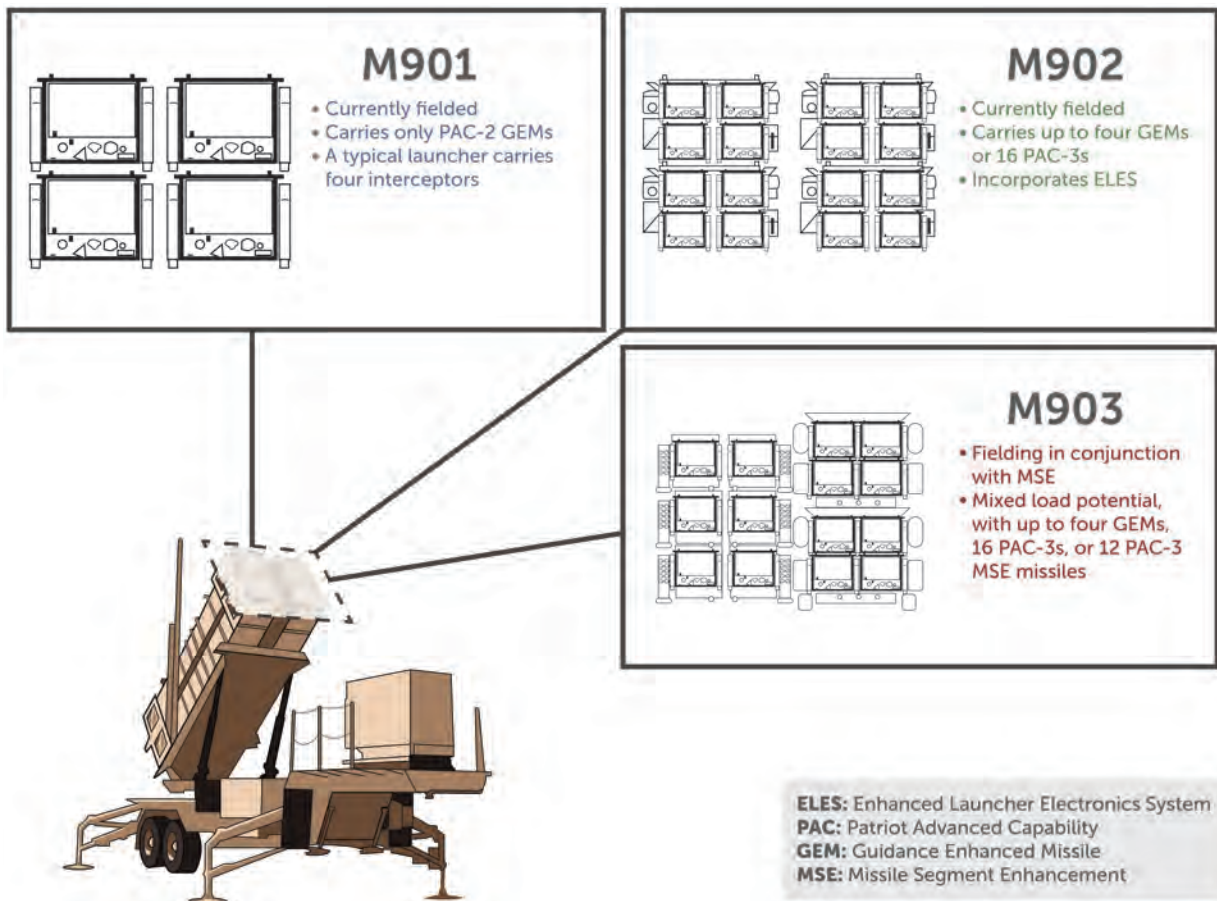 M901
• Currently fielded
• Carries only PAC-2 GEMs
• A typical launcher carries
four interceptors
M902
• Currently fielded
• Carries up to four GEMs
or 16 PAC-3s
• Incorporates ELES
M903
• Fielding in conjunction
with MSE
• Mixed load potential,
with up to four GEMs,
16 PAC-3s, or 12 PAC-3
MSE missiles
ELES: Enhanced Launcher Electronics System
PAC: Patriot Advanced Capability
GEM: Guidance Enhanced Missile
MSE: Missile Segment Enhancement